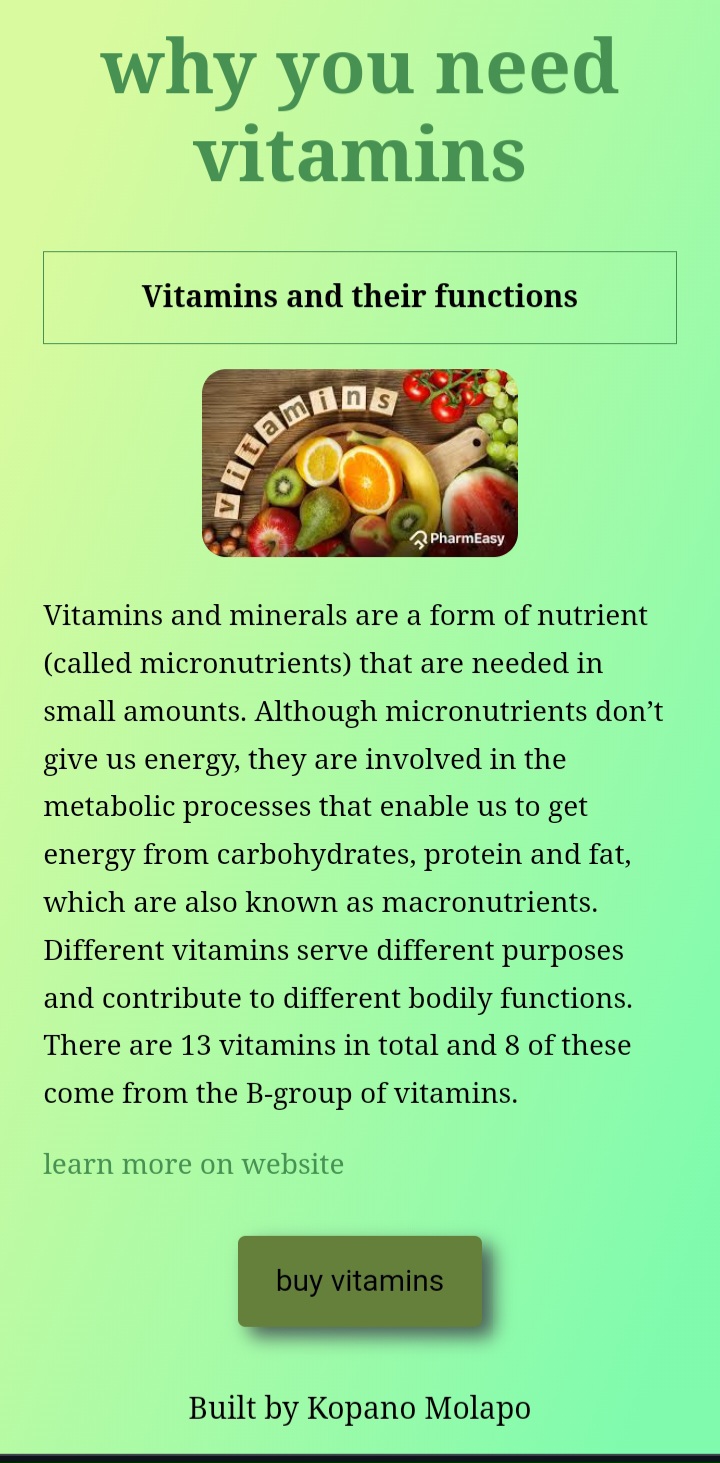 why you need
vitamins
Vitamins and their functions
vitamins
PharmEasy
Vitamins and minerals are a form of nutrient
(called micronutrients) that are needed in
small amounts. Although micronutrients don’t
give us energy, they are involved in the
metabolic processes that enable us to get
energy from carbohydrates, protein and fat,
which are also known as macronutrients.
Different vitamins serve different purposes
and contribute to different bodily functions.
There are 13 vitamins in total and 8 of these
come from the B-group of vitamins.
learn more on website
buy vitamins
Built by Kopano Molapo